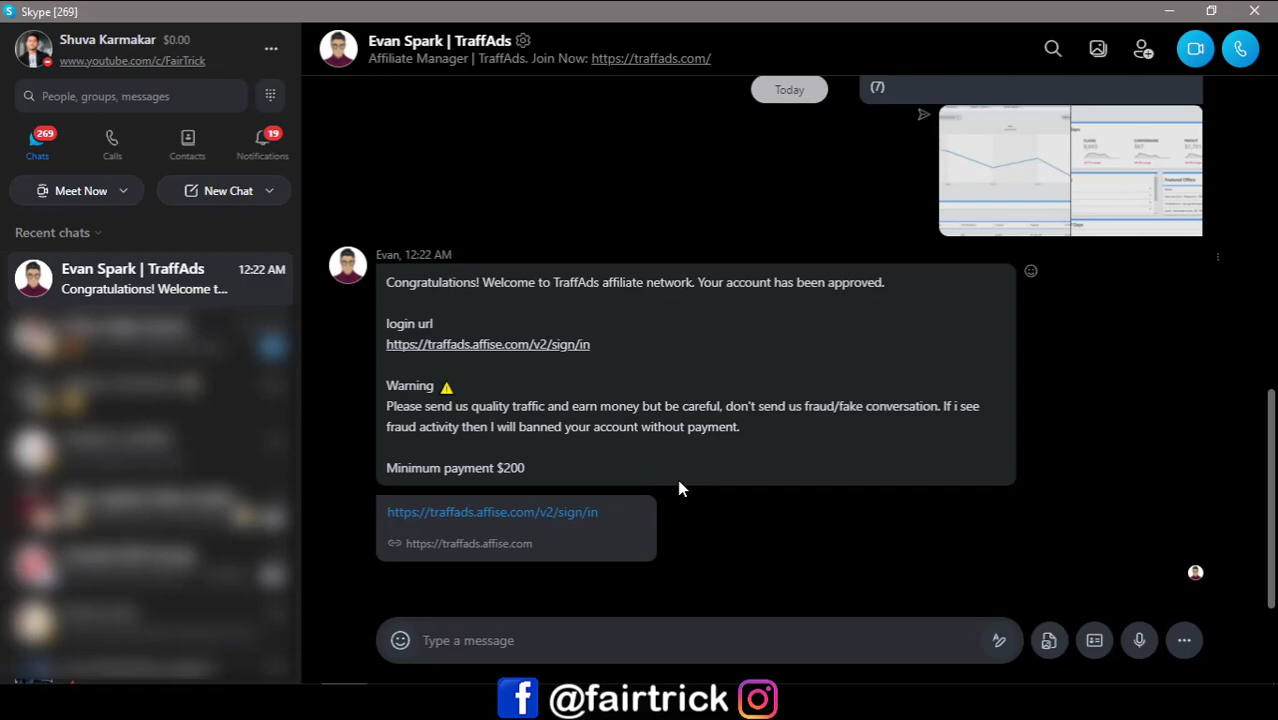 Skype [269]
Shuva Karmakar $0.00
www.youtube.com/c/FairTrick
People, groups, messages
269
19
Chats
Calls
Contacts
Notifications
Meet Now
New Chat
Recent chats
Evan Spark | TraffAds
12:22 AM
Congratulations! Welcome t...
Evan Spark | TraffAds
Affiliate Manager | TraffAds. Join Now: https://traffads.com/
Today
(7)
Featured Offers
Evan, 12:22 AM
Congratulations! Welcome to TraffAds affiliate network. Your account has been approved.
login url
https://traffads.affise.com/v2/sign/in
Warning ⚠
Please send us quality traffic and earn money but be careful, don't send us fraud/fake conversation. If i see
fraud activity then I will banned your account without payment.
Minimum payment $200
https://traffads.affise.com/v2/sign/in
https://traffads.affise.com
Type a message
@fairtrick